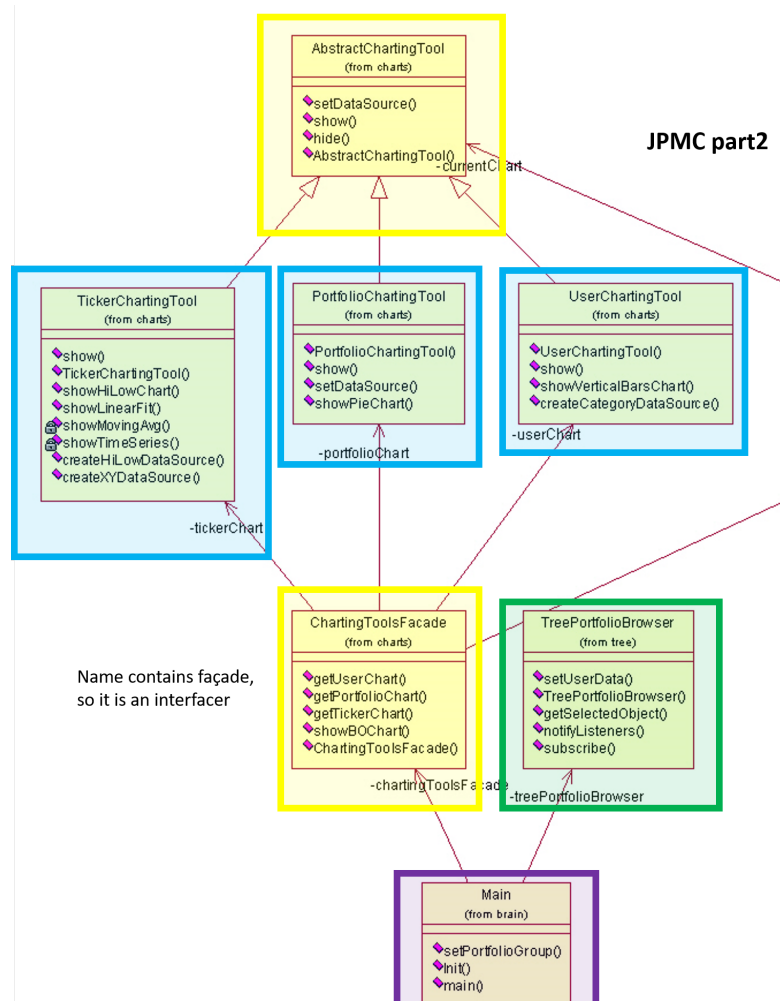 AbstractChartingTool
(from charts)
setDataSource()
show()
hide()
AbstractChartingTool()
JPMC part2
-currentChart
TickerChartingTool
(from charts)
show()
TickerChartingTool()
showHiLowChart()
showLinearFit()
showMovingAvg()
showTimeSeries()
createHiLowDataSource()
createXYDataSource()
PortfolioChartingTool
(from charts)
PortfolioChartingTool()
show()
setDataSource()
showPieChart()
UserChartingTool
(from charts)
UserChartingTool()
show()
showVerticalBarsChart()
createCategoryDataSource()
-userChart
-portfolioChart
-tickerChart
ChartingToolsFacade
(from charts)
getUserChart()
getPortfolioChart()
getTickerChart()
showBOChart()
ChartingToolsFacade()
TreePortfolioBrowser
(from tree)
setUserData()
TreePortfolioBrowser()
getSelectedObject()
notifyListeners()
subscribe()
Name contains façade,
so it is an interfacer
-chartingToolsFacade
-treePortfolioBrowser
Main
(from brain)
setPortfolioGroup()
Init()
main()